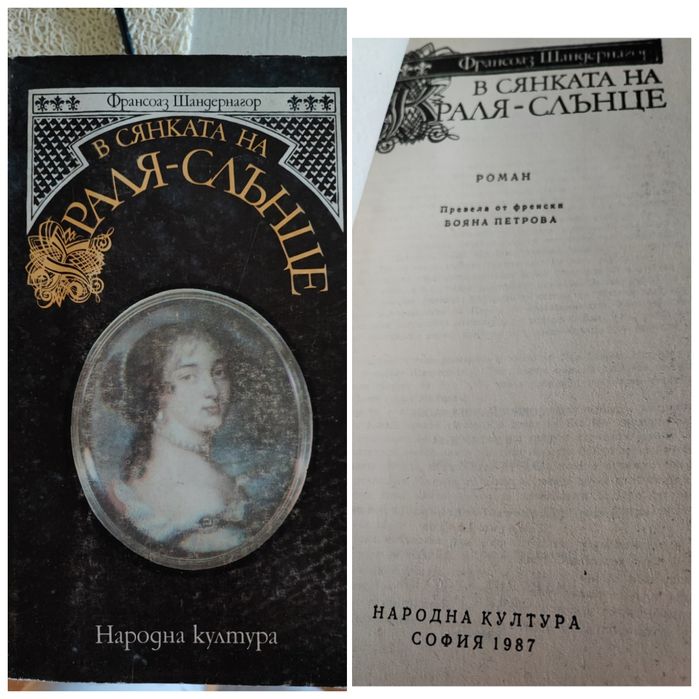 Франсоаз Шандернагор
В СЯНКАТА НА
КРАЛЯ-СЛЪНЦЕ
Народна култура
Франсоаз Шандернагор
В СЯНКАТА НА
КРАЛЯ-СЛЪНЦЕ
РОМАН
Превела от френски
БОЯНА ПЕТРОВА
НАРОДНА КУЛТУРА
СОФИЯ 1987